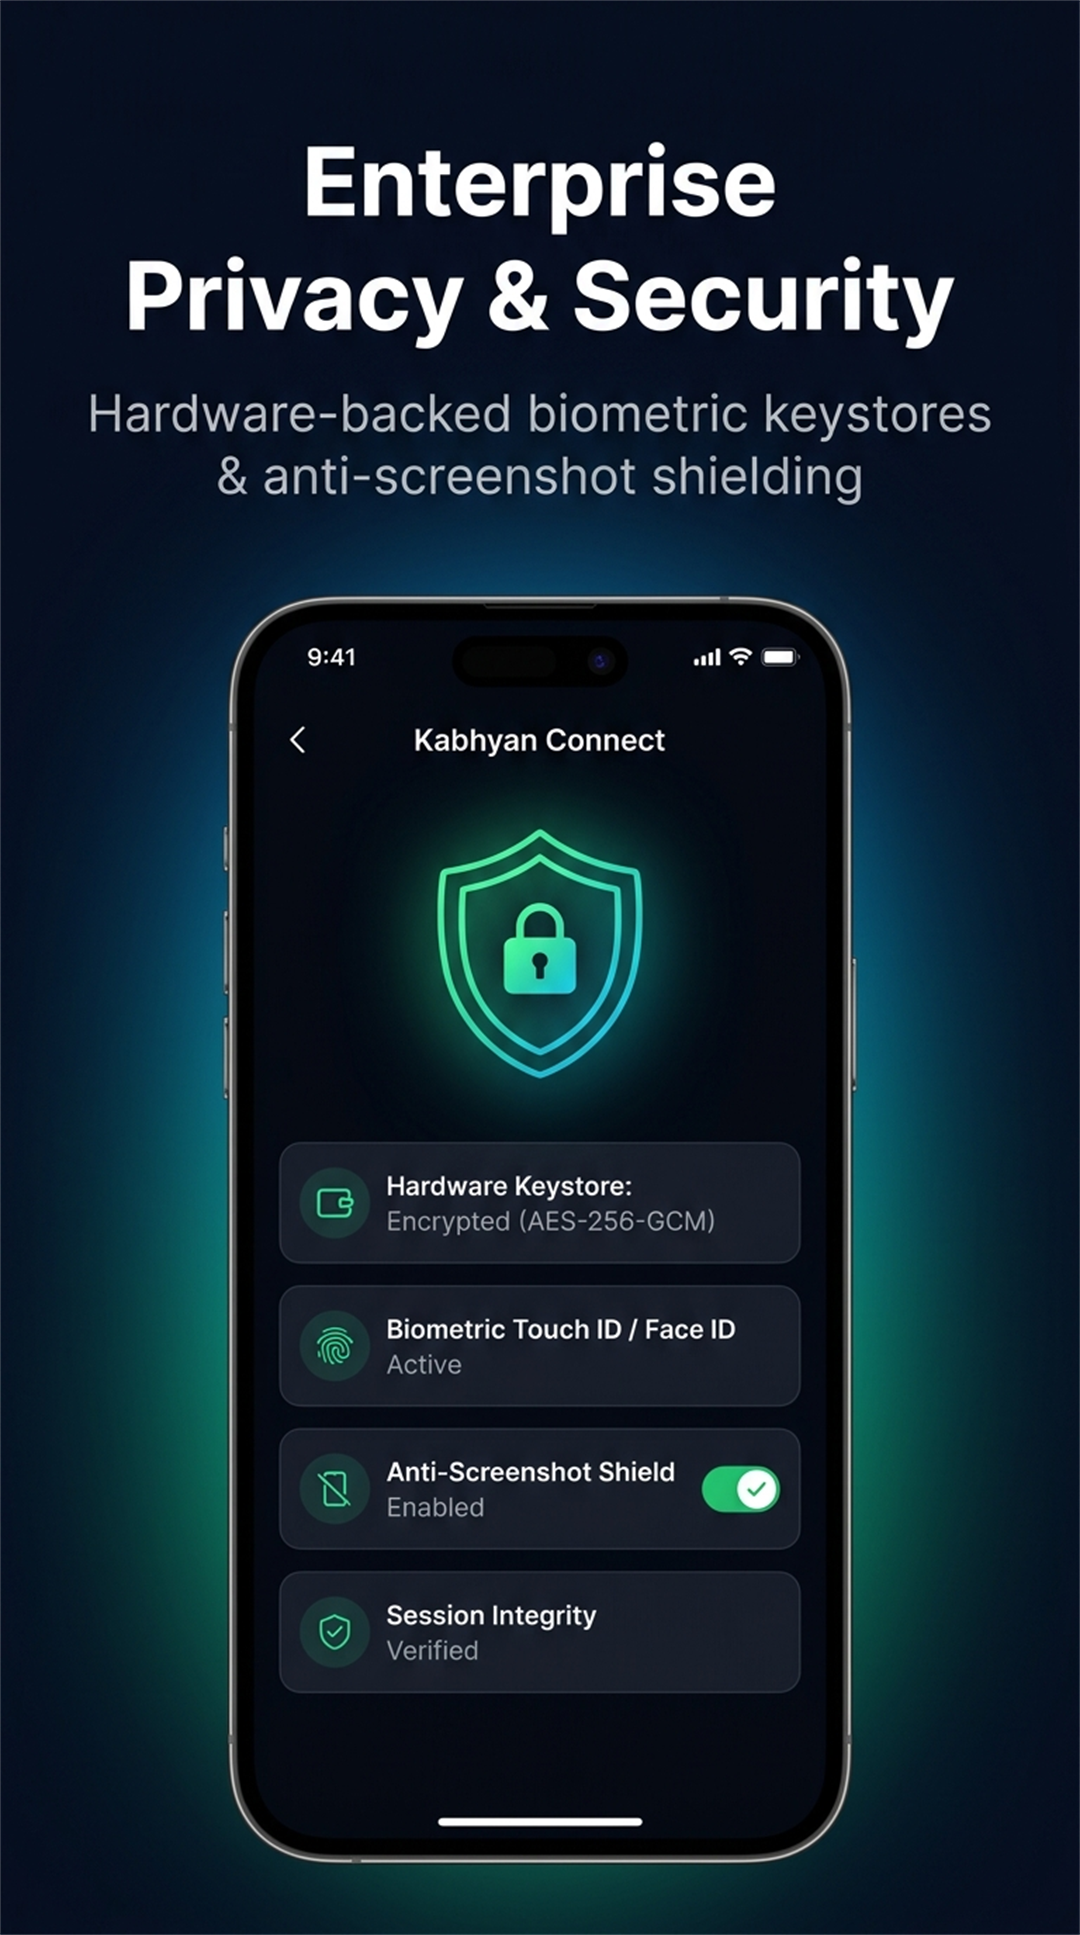 Enterprise
Privacy & Security
Hardware-backed biometric keystores
& anti-screenshot shielding
9:41
Kabhyan Connect
Hardware Keystore:
Encrypted (AES-256-GCM)
Biometric Touch ID / Face ID
Active
Anti-Screenshot Shield
Enabled
Session Integrity
Verified